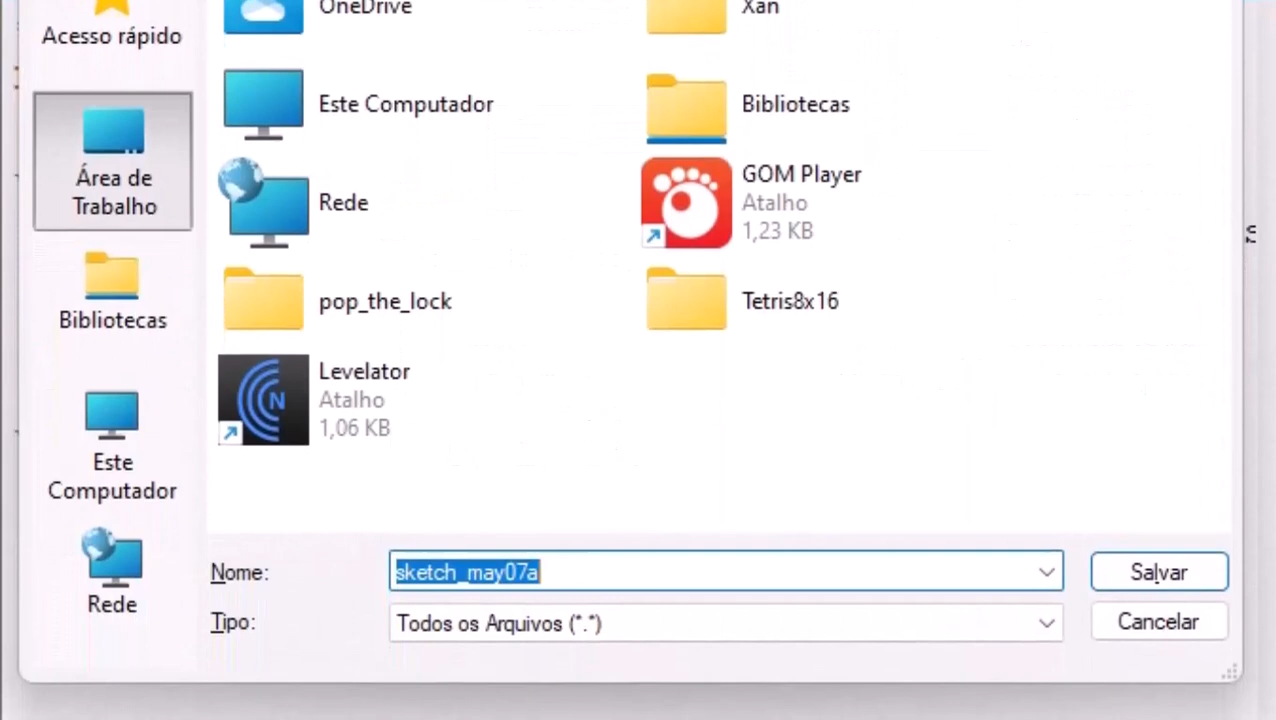 OneDrive
Xan
Acesso rápido
Este Computador
Bibliotecas
Área de
Trabalho
Rede
GOM Player
Atalho
1,23 KB
Bibliotecas
pop_the_lock
Tetris8x16
Levelator
Atalho
1,06 KB
N
Este
Computador
Rede
Nome:
sketch_may07a
Salvar
Tipo:
Todos os Arquivos (*.*)
Cancelar